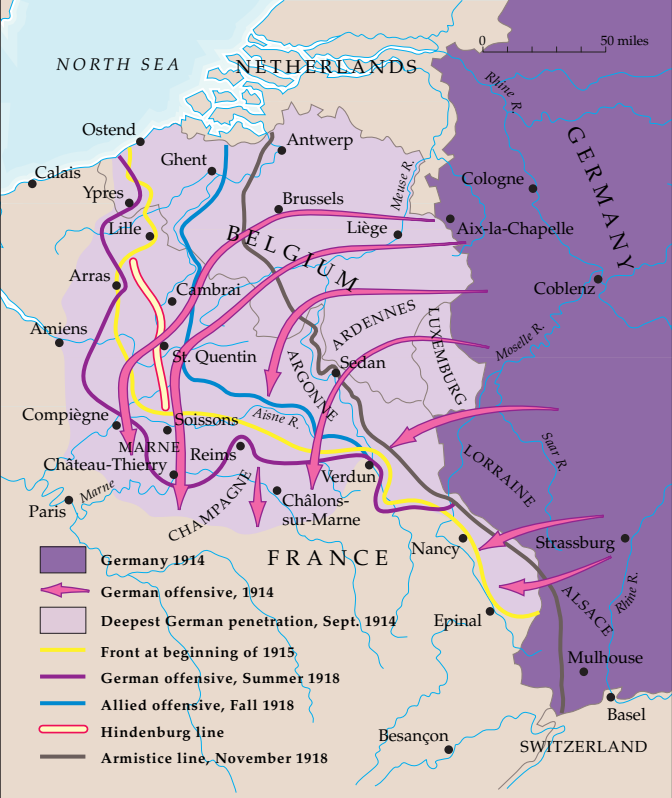 0 50 miles
NORTH SEA
NETHERLANDS
Rhine R.
GERMANY
Ostend
Antwerp
Ghent
Calais
Meuse R.
Cologne
Ypres
Brussels
Lille
BELGIUM
Liège
Aix-la-Chapelle
Arras
Cambrai
Coblenz
Amiens
ARDENNES
LUXEMBURG
Moselle R.
St. Quentin
Sedan
ARGONNE
Compiègne
Soissons
Aisne R.
MARNE
Reims
Saar R.
Château-Thierry
Verdun
LORRAINE
Marne
Paris
CHAMPAGNE
Châlons-
sur-Marne
Nancy
Strassburg
FRANCE
Rhine R.
ALSACE
Epinal
Mulhouse
Basel
Besançon
SWITZERLAND
Germany 1914
German offensive, 1914
Deepest German penetration, Sept. 1914
Front at beginning of 1915
German offensive, Summer 1918
Allied offensive, Fall 1918
Hindenburg line
Armistice line, November 1918